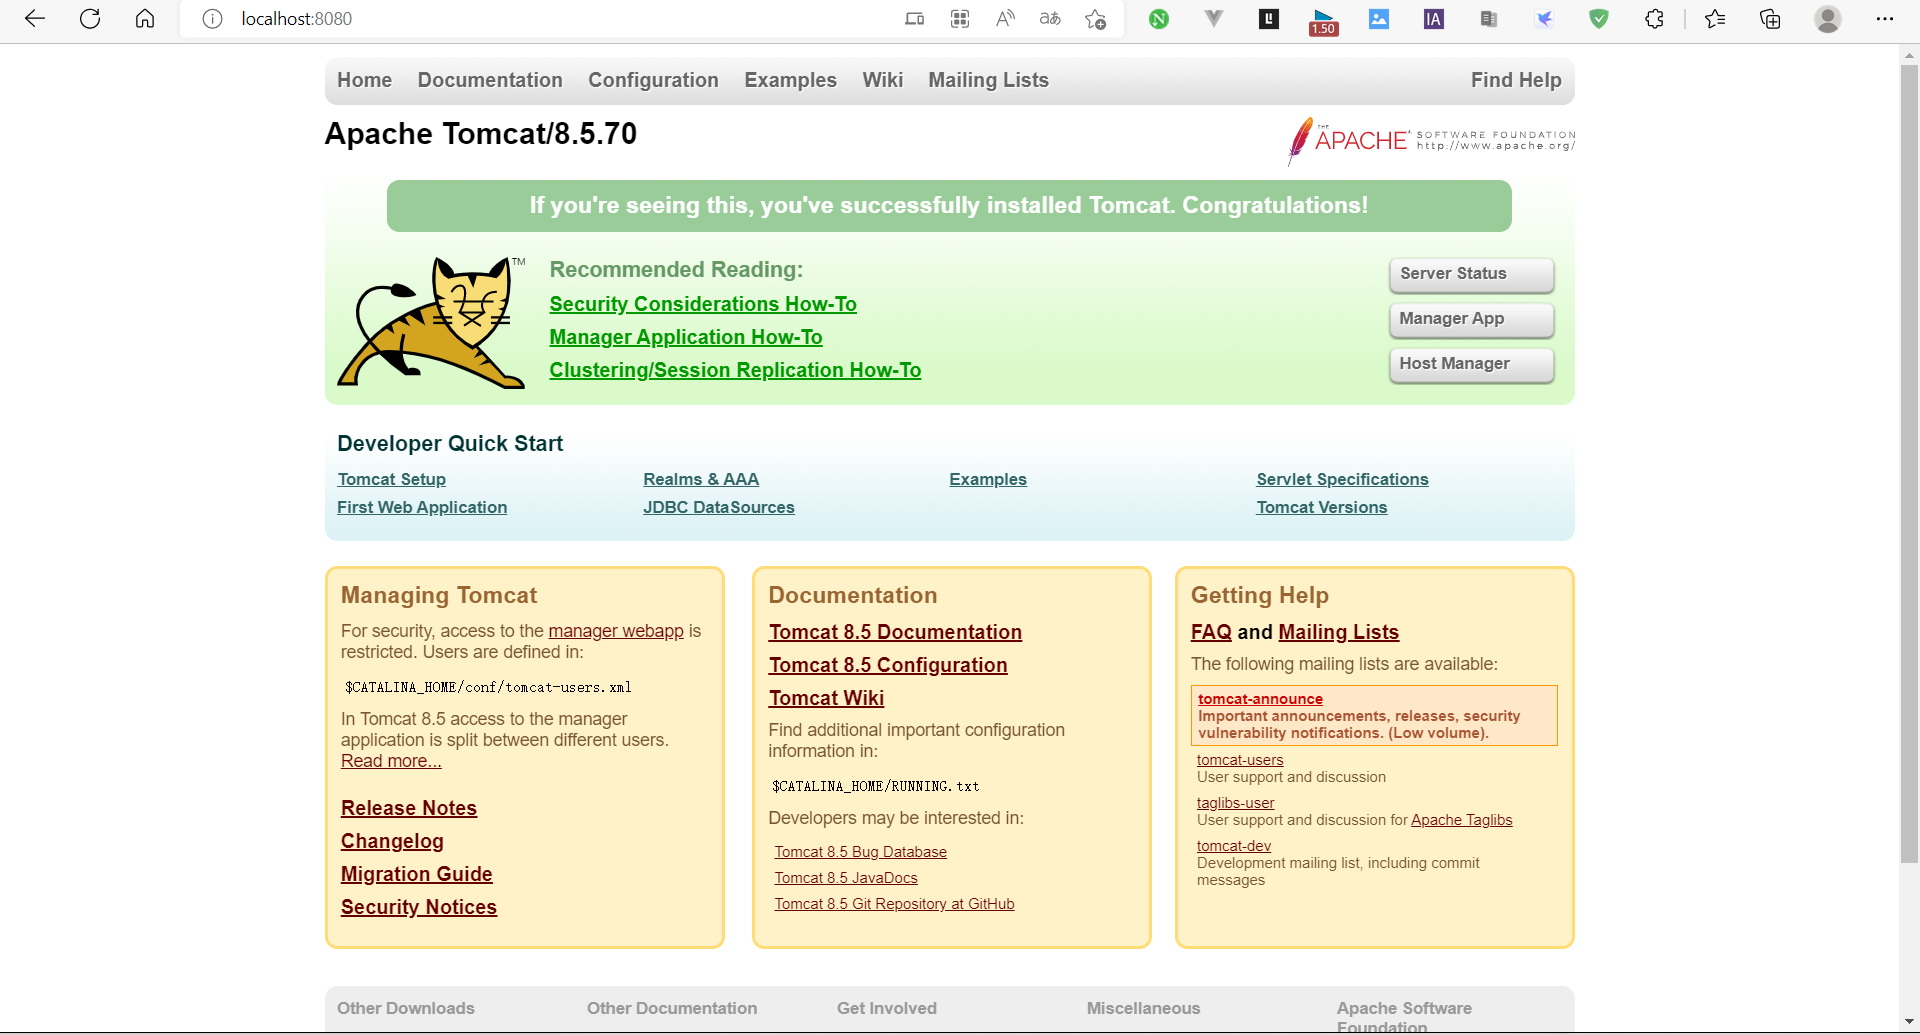 localhost:8080
1.50
IA
Home Documentation Configuration Examples Wiki Mailing Lists Find Help
Apache Tomcat/8.5.70
THE APACHE SOFTWARE FOUNDATION
http://www.apache.org/
If you're seeing this, you've successfully installed Tomcat. Congratulations!
TM
Recommended Reading:
Security Considerations How-To
Manager Application How-To
Clustering/Session Replication How-To
Server Status
Manager App
Host Manager
Developer Quick Start
Tomcat Setup
First Web Application
Realms & AAA
JDBC DataSources
Examples
Servlet Specifications
Tomcat Versions
Managing Tomcat
For security, access to the manager webapp is
restricted. Users are defined in:
$CATALINA_HOME/conf/tomcat-users.xml
In Tomcat 8.5 access to the manager
application is split between different users.
Read more...
Release Notes
Changelog
Migration Guide
Security Notices
Documentation
Tomcat 8.5 Documentation
Tomcat 8.5 Configuration
Tomcat Wiki
Find additional important configuration
information in:
$CATALINA_HOME/RUNNING.txt
Developers may be interested in:
Tomcat 8.5 Bug Database
Tomcat 8.5 JavaDocs
Tomcat 8.5 Git Repository at GitHub
Getting Help
FAQ and Mailing Lists
The following mailing lists are available:
tomcat-announce
Important announcements, releases, security
vulnerability notifications. (Low volume).
tomcat-users
User support and discussion
taglibs-user
User support and discussion for Apache Taglibs
tomcat-dev
Development mailing list, including commit
messages
Other Downloads
Other Documentation
Get Involved
Miscellaneous
Apache Software
Foundation